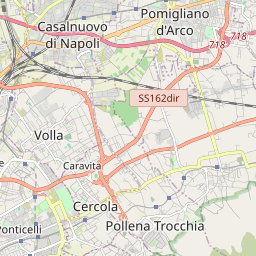 Pomigliano
d'Arco
Casalnuovo
di Napoli
718
718
SS162dir
Volla
Caravita
Cercola
Ponticelli
Pollena Trocchia